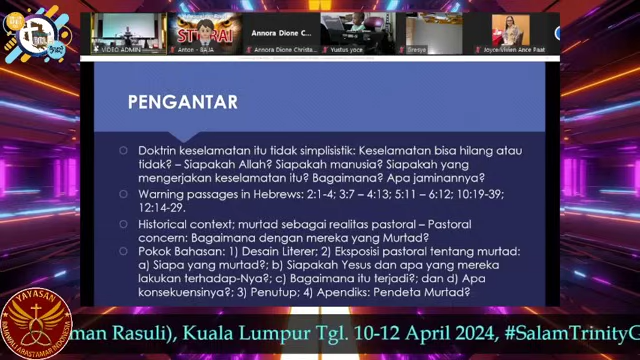 VIDEO ADMIN
Anton - RAJA
Annora Dione C...
Annora Dione Christa...
Yustus yoce
Joyce Vivien Ance Faat
PENGANTAR
Doktrin keselamatan itu tidak simplisistik: Keselamatan bisa hilang atau
tidak? – Siapakah Allah? Siapakah manusia? Siapakah yang
mengerjakan keselamatan itu? Bagaimana? Apa jaminannya?
Warning passages in Hebrews: 2:1-4; 3:7 – 4:13; 5:11 – 6:12; 10:19-39;
12:14-29.
Historical context; murtad sebagai realitas pastoral – Pastoral
concern: Bagaimana dengan mereka yang Murtad?
Pokok Bahasan: 1) Desain Literer; 2) Eksposisi pastoral tentang murtad:
a) Siapa yang murtad?; b) Siapakah Yesus dan apa yang mereka
lakukan terhadap-Nya?; c) Bagaimana itu terjadi?; dan d) Apa
konsekuensinya?; 3) Penutup; 4) Apendiks: Pendeta Murtad?
YAYASAN
man Rasuli), Kuala Lumpur Tgl. 10-12 April 2024, #SalamTrinityC